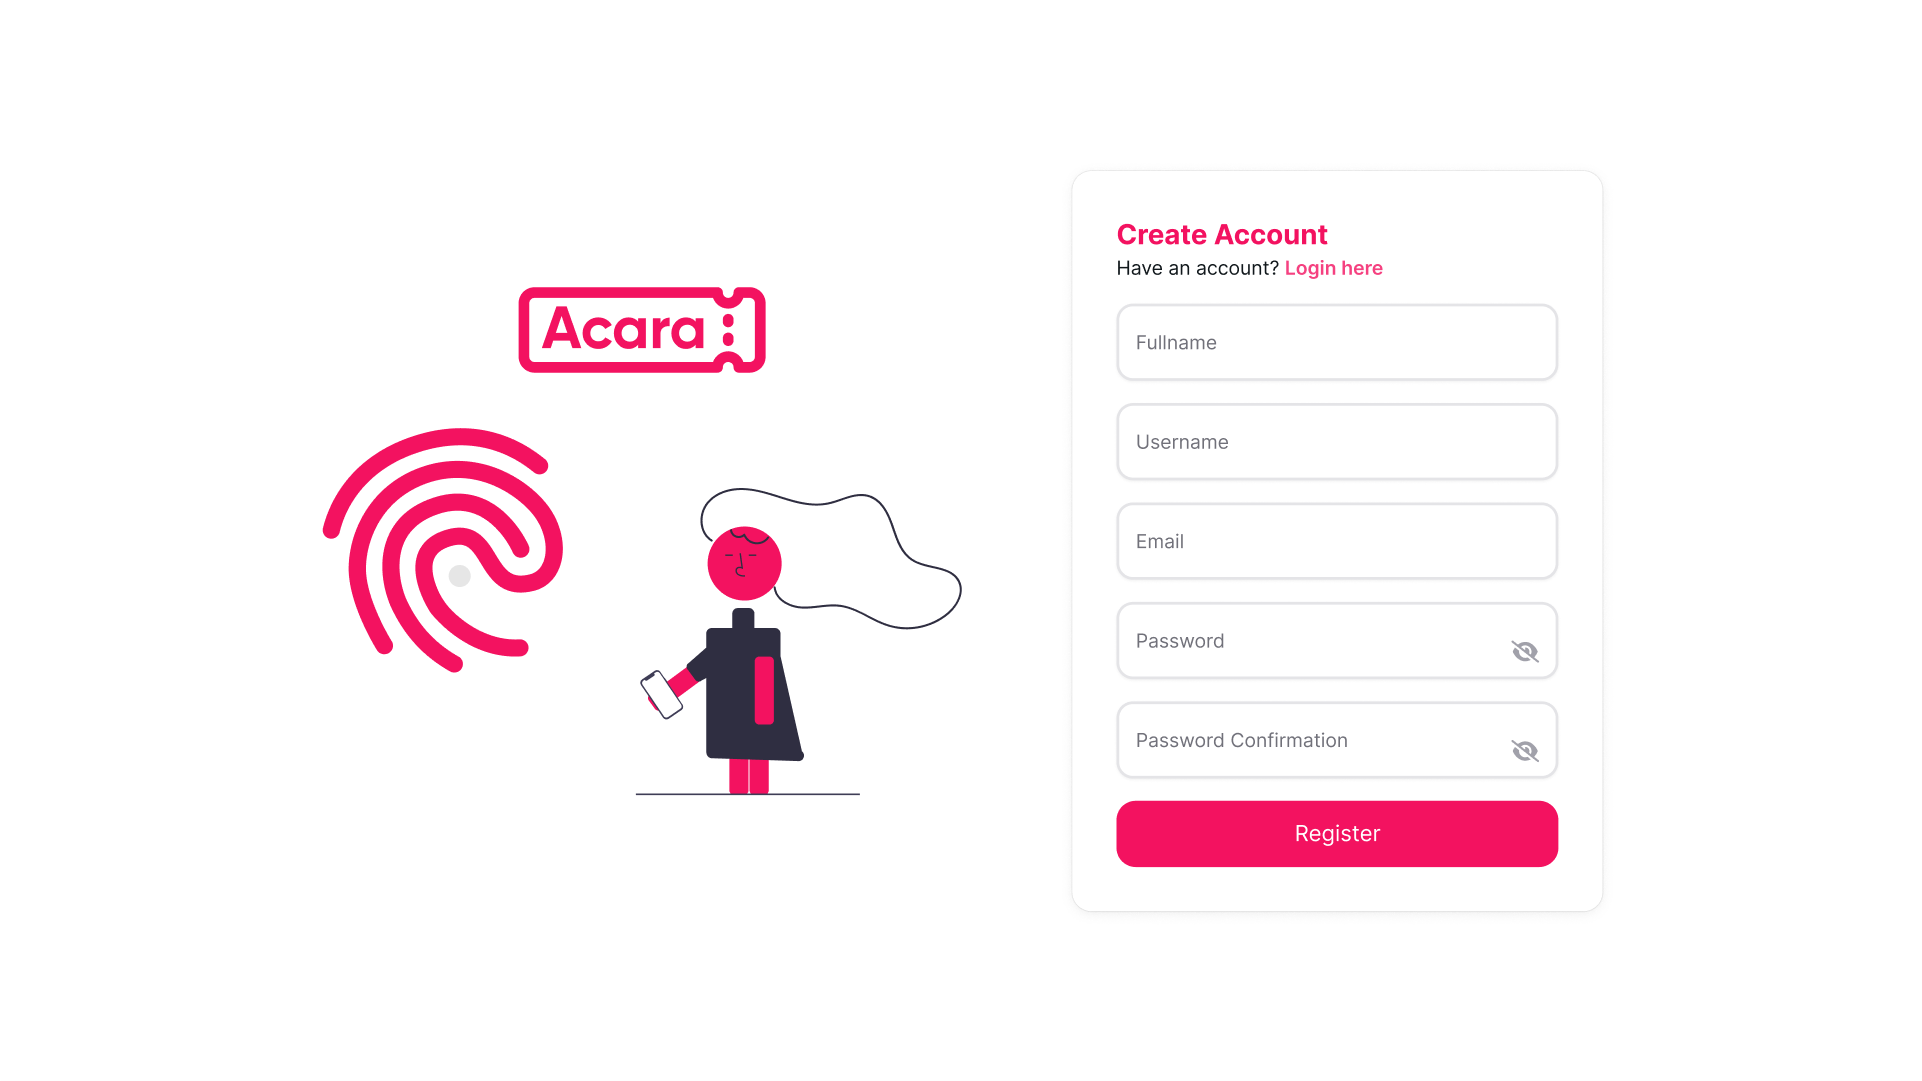 Acara
Create Account
Have an account? Login here
Fullname
Username
Email
Password
Password Confirmation
Register